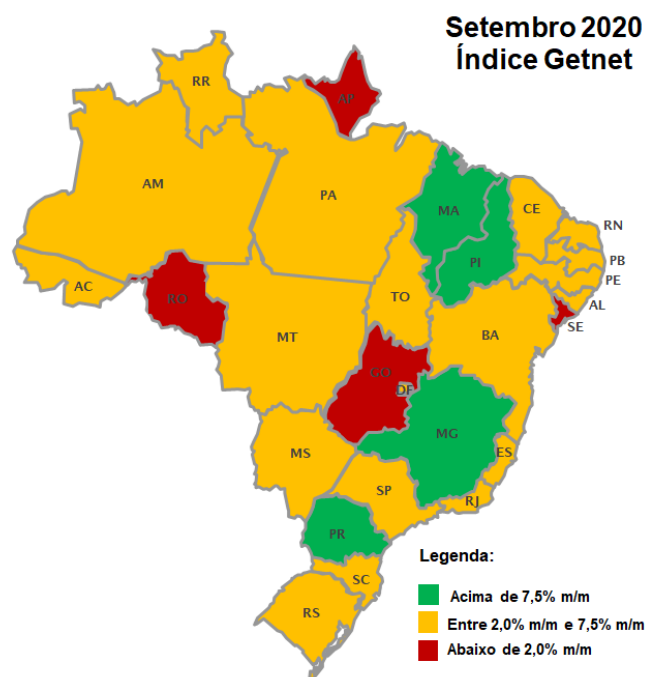 Setembro 2020
Índice Getnet
RR
AP
AM
PA
MA
CE
RN
PB
PE
AL
SE
PI
AC
RO
TO
BA
MT
GO
DF
MG
ES
MS
SP
RJ
PR
SC
RS
Legenda:
Acima de 7,5% m/m
Entre 2,0% m/m e 7,5% m/m
Abaixo de 2,0% m/m